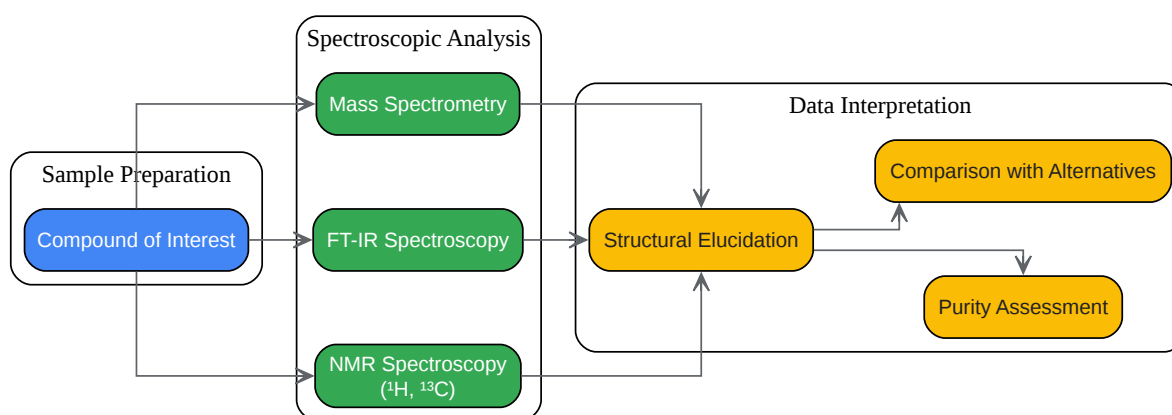 Sample Preparation
Compound of Interest
Spectroscopic Analysis
Mass Spectrometry
FT-IR Spectroscopy
NMR Spectroscopy
(¹H, ¹³C)
Data Interpretation
Structural Elucidation
Comparison with Alternatives
Purity Assessment